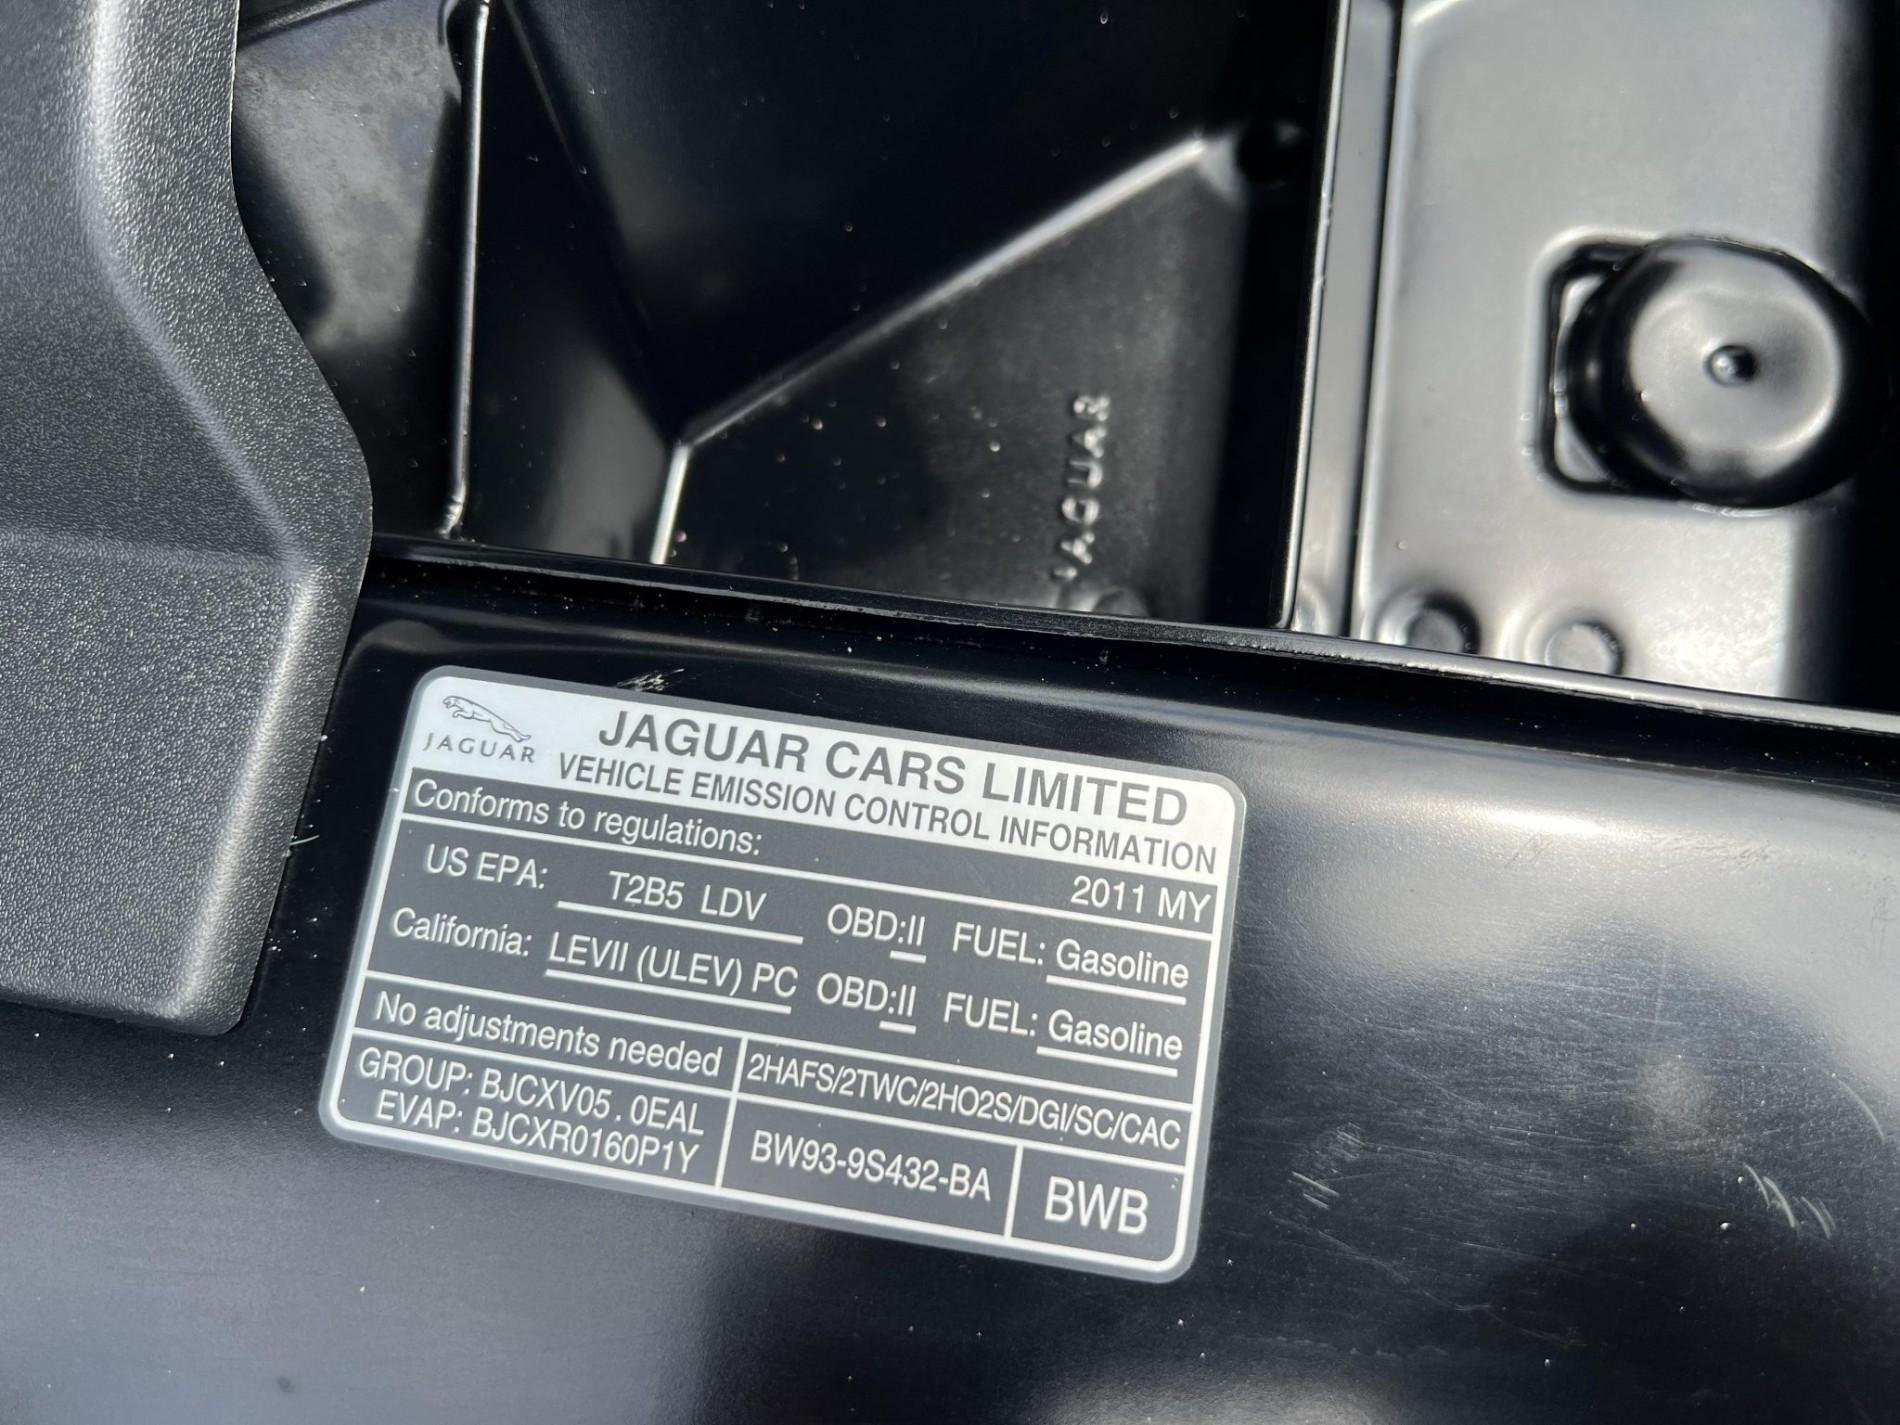 JAGUAR
JAGUAR
JAGUAR CARS LIMITED
VEHICLE EMISSION CONTROL INFORMATION
Conforms to regulations: 2011 MY
US EPA: T2B5 LDV OBD:II FUEL: Gasoline
California: LEVII (ULEV) PC OBD:II FUEL: Gasoline
No adjustments needed 2HAFS/2TWC/2HO2S/DGI/SC/CAC
GROUP: BJCXV05.0EAL
EVAP: BJCXR0160P1Y
BW93-9S432-BA BWB